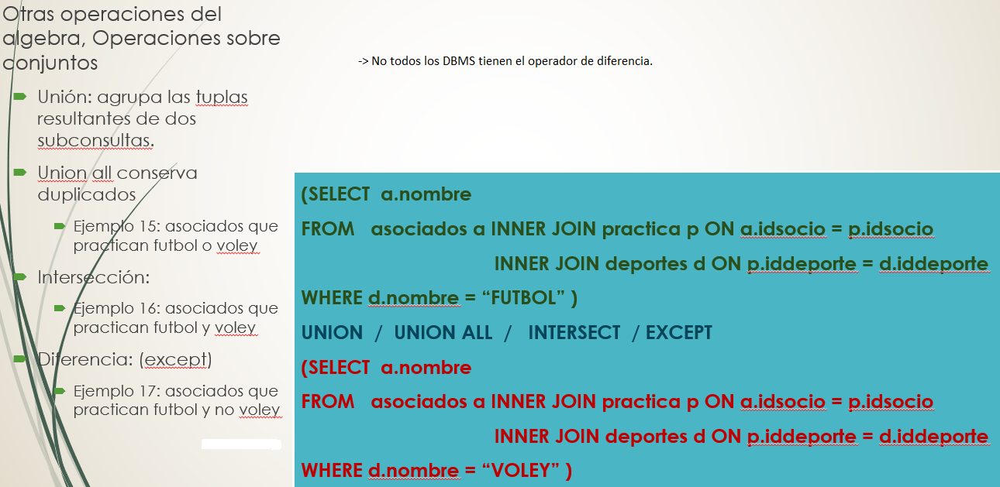 Otras operaciones del
algebra, Operaciones sobre
conjuntos
-> No todos los DBMS tienen el operador de diferencia.
Unión: agrupa las tuplas
resultantes de dos
subconsultas.
Union all conserva
duplicados
Ejemplo 15: asociados que
practican futbol o voley
Intersección:
Ejemplo 16: asociados que
practican futbol y voley
Diferencia: (except)
Ejemplo 17: asociados que
practican futbol y no voley
(SELECT a.nombre
FROM asociados a INNER JOIN practica p ON a.idsocio = p.idsocio
INNER JOIN deportes d ON p.iddeporte = d.iddeporte
WHERE d.nombre = “FUTBOL” )
UNION / UNION ALL / INTERSECT / EXCEPT
(SELECT a.nombre
FROM asociados a INNER JOIN practica p ON a.idsocio = p.idsocio
INNER JOIN deportes d ON p.iddeporte = d.iddeporte
WHERE d.nombre = “VOLEY” )